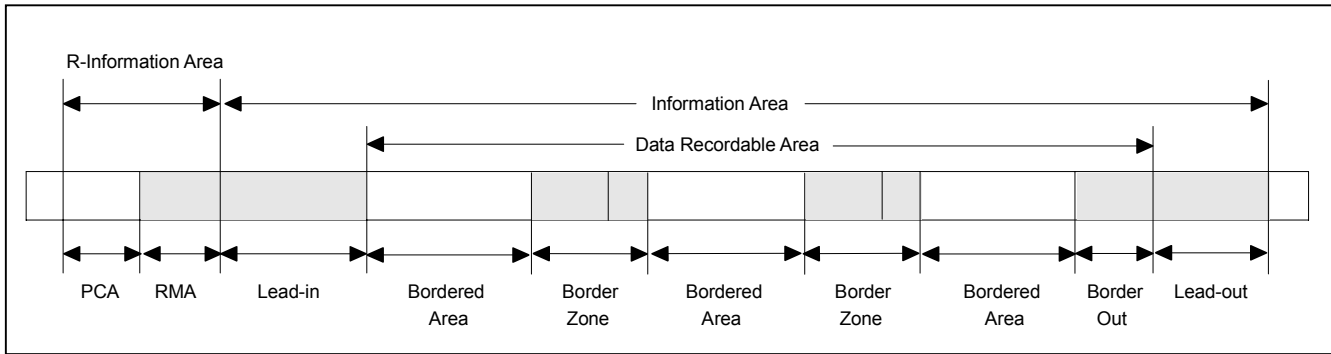 R-Information Area
Information Area
Data Recordable Area
PCA
RMA
Lead-in
Bordered
Area
Border
Zone
Bordered
Area
Border
Zone
Bordered
Area
Border
Out
Lead-out